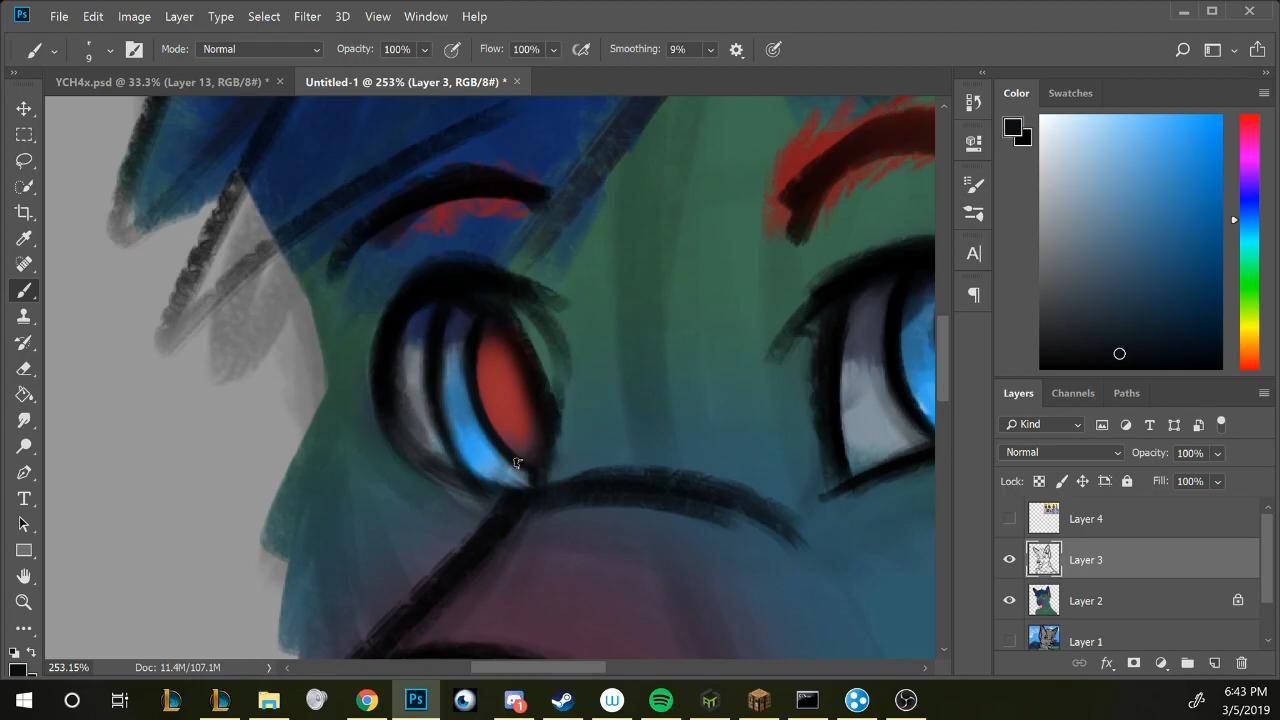 Ps File Edit Image Layer Type Select Filter 3D View Window Help
9 Mode: Normal Opacity: 100% Flow: 100% Smoothing: 9%
YCH4x.psd @ 33.3% (Layer 13, RGB/8#) * Untitled-1 @ 253% (Layer 3, RGB/8#) *
Color Swatches
Layers Channels Paths
Kind
Normal Opacity: 100%
Lock: Fill: 100%
Layer 4
Layer 3
Layer 2
Layer 1
253.15% Doc: 11.4M/107.1M
6:43 PM
3/5/2019